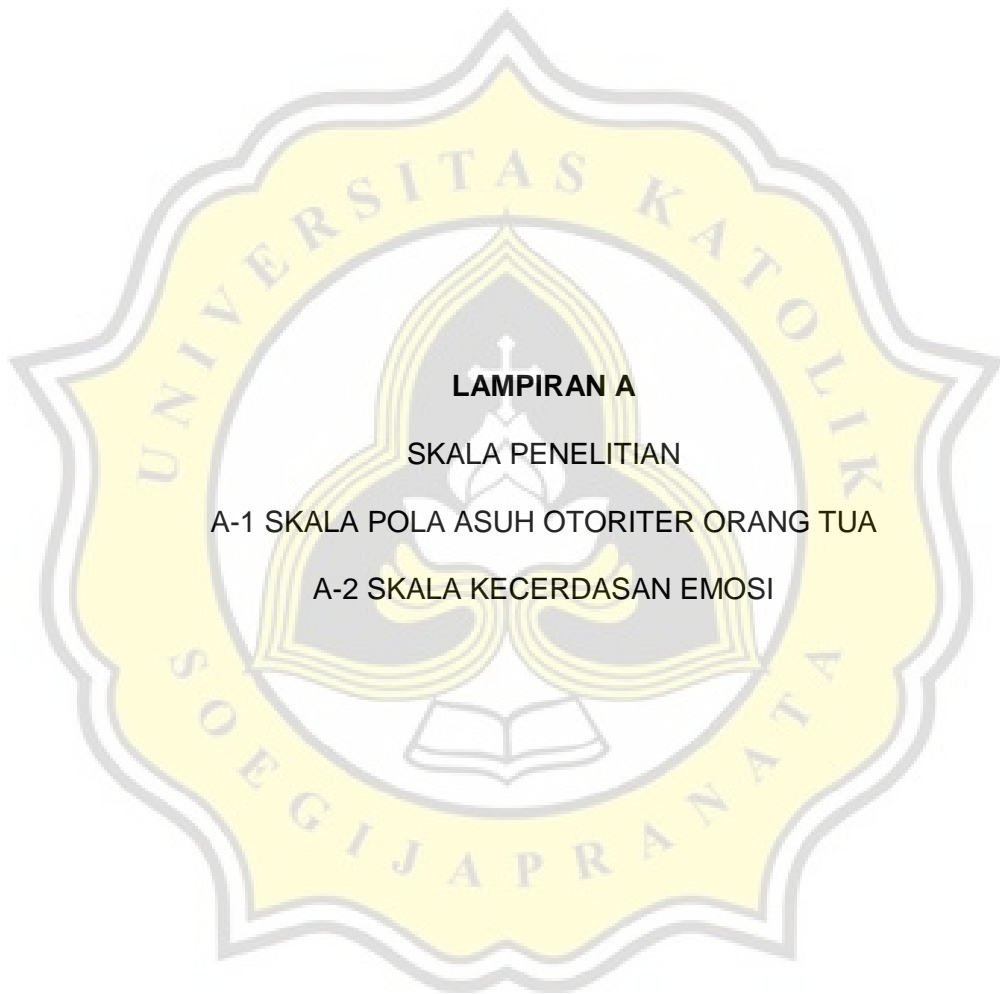 UNIVERSITAS KATOLIK
LAMPIRAN A
SKALA PENELITIAN
A-1 SKALA POLA ASUH OTORITER ORANG TUA
A-2 SKALA KECERDASAN EMOSI
SOEGIJAPRANATA